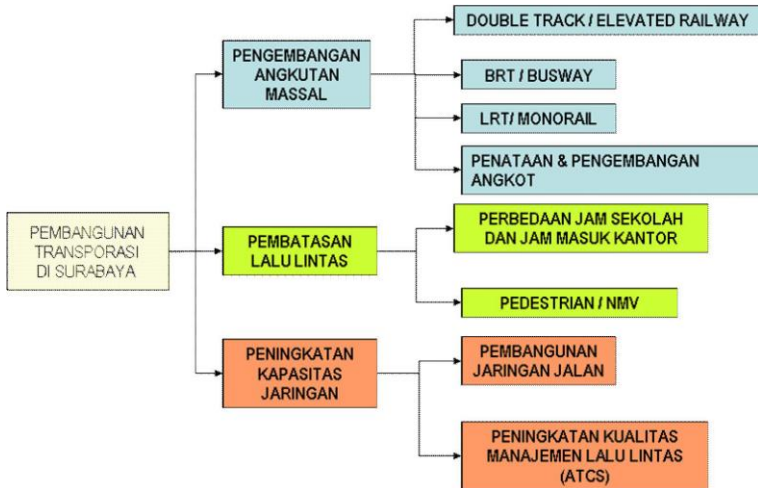 DOUBLE TRACK / ELEVATED RAILWAY
PENGEMBANGAN
ANGKUTAN
MASSAL
BRT / BUSWAY
LRT/ MONORAIL
PENATAAN & PENGEMBANGAN
ANGKOT
PEMBANGUNAN
TRANSPORASI
DI SURABAYA
PEMBATASAN
LALU LINTAS
PERBEDAAN JAM SEKOLAH
DAN JAM MASUK KANTOR
PEDESTRIAN / NMV
PENINGKATAN
KAPASITAS
JARINGAN
PEMBANGUNAN
JARINGAN JALAN
PENINGKATAN KUALITAS
MANAJEMEN LALU LINTAS
(ATCS)